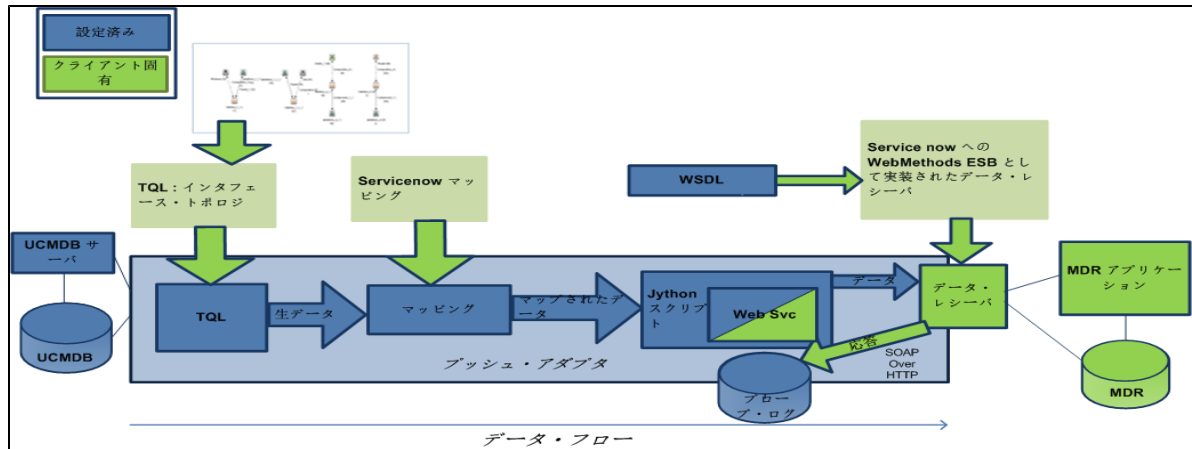 設定済み
クライアント固
有
TQL：インタフェ
ース・トポロジ
Servicenow マッ
ピング
WSDL
Service now への
WebMethods ESB とし
て実装されたデータ・レ
シーバ
UCMDB サ
ーバ
UCMDB
TQL
生データ
マッピング
マップされたデ
ータ
Jython
スクリプ
ト
Web Svc
データ
データ・
レシーバ
応答
SOAP
Over
HTTP
プッシュ・アダプタ
プロー
ブ・ログ
MDR アプリケー
ション
MDR
データ・フロー